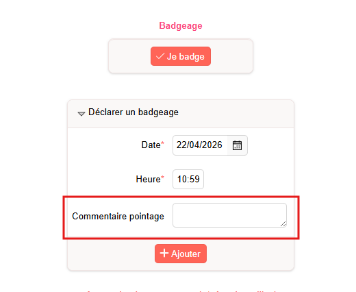 Badgeage
Je badge
Déclarer un badgeage
Date* 22/04/2026
Heure* 10:59
Commentaire pointage
Ajouter